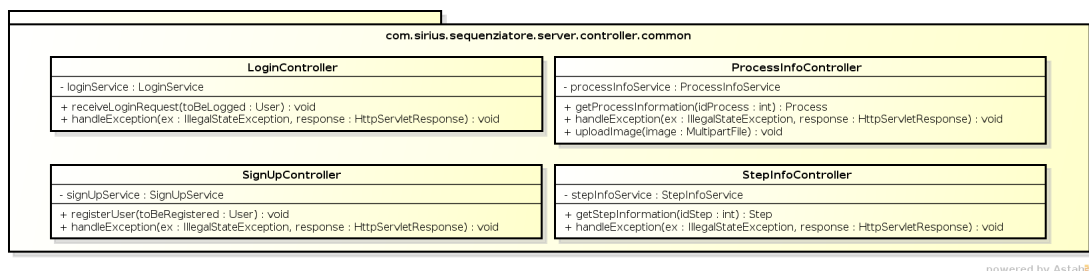 com.sirius.sequenziatore.server.controller.common
LoginController
- loginService : LoginService
+ receiveLoginRequest(toBeLogged : User) : void
+ handleException(ex : IllegalStateException, response : HttpServletResponse) : void
ProcessInfoController
- processInfoService : ProcessInfoService
+ getProcessInformation(idProcess : int) : Process
+ handleException(ex : IllegalStateException, response : HttpServletResponse) : void
+ uploadImage(image : MultipartFile) : void
SignUpController
- signUpService : SignUpService
+ registerUser(toBeRegistered : User) : void
+ handleException(ex : IllegalStateException, response : HttpServletResponse) : void
StepInfoController
- stepInfoService : StepInfoService
+ getStepInformation(idStep : int) : Step
+ handleException(ex : IllegalStateException, response : HttpServletResponse) : void
powered by